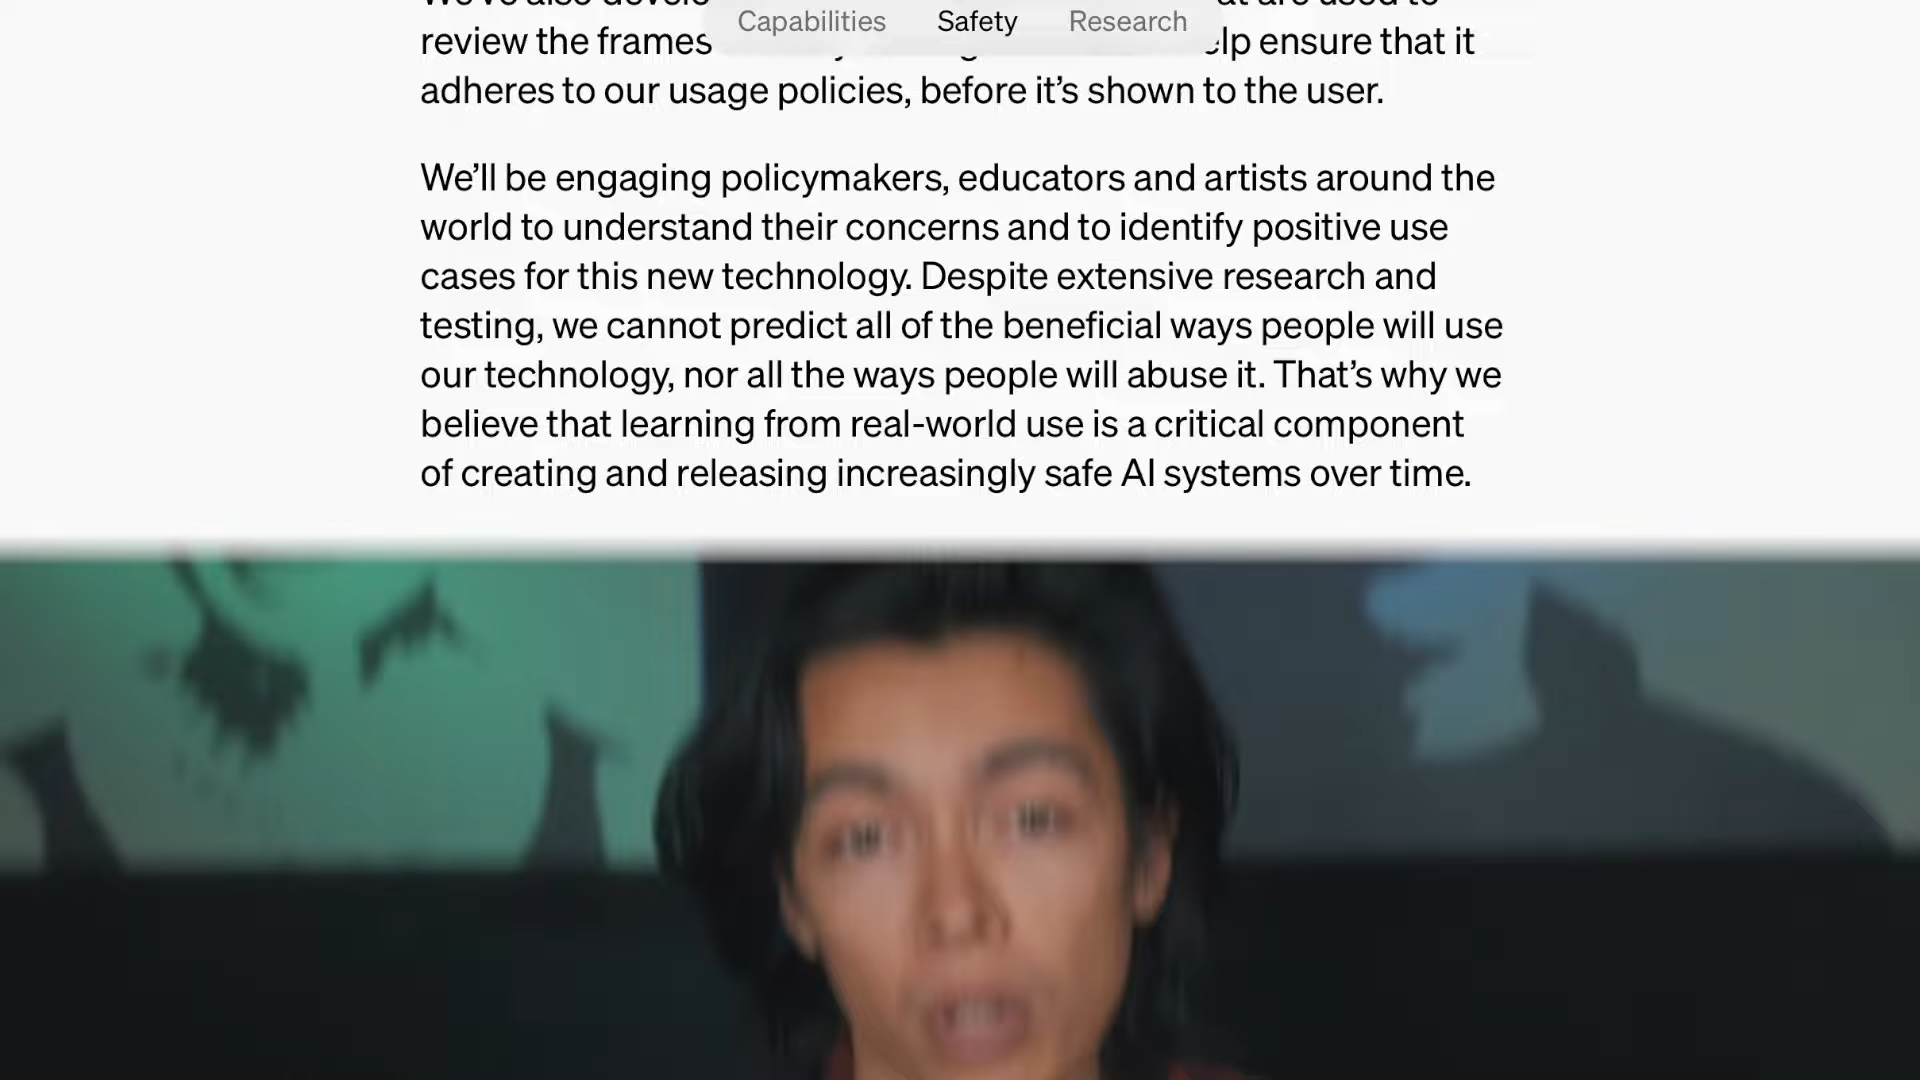 Capabilities Safety Research
review the frames elp ensure that it
adheres to our usage policies, before it’s shown to the user.
We’ll be engaging policymakers, educators and artists around the
world to understand their concerns and to identify positive use
cases for this new technology. Despite extensive research and
testing, we cannot predict all of the beneficial ways people will use
our technology, nor all the ways people will abuse it. That’s why we
believe that learning from real-world use is a critical component
of creating and releasing increasingly safe AI systems over time.